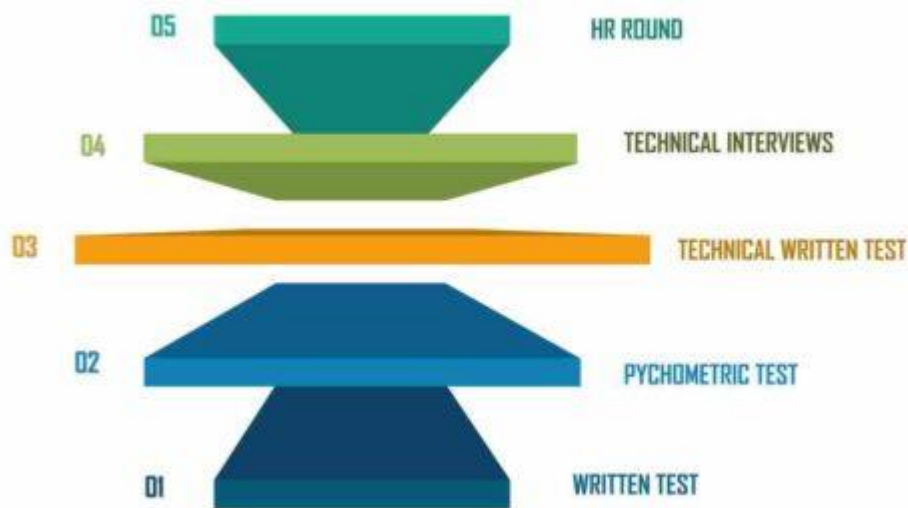 05 HR ROUND
04 TECHNICAL INTERVIEWS
03 TECHNICAL WRITTEN TEST
02 PYCHOMETRIC TEST
01 WRITTEN TEST